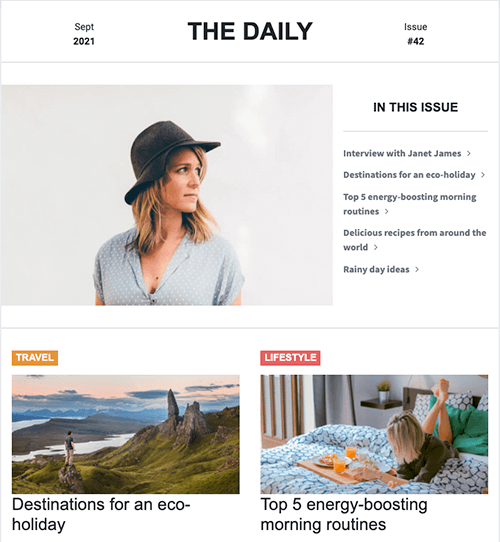 Sept
2021
THE DAILY
Issue
#42
IN THIS ISSUE
Interview with Janet James >
Destinations for an eco-holiday >
Top 5 energy-boosting morning
routines >
Delicious recipes from around the
world >
Rainy day ideas >
TRAVEL
Destinations for an eco-
holiday
LIFESTYLE
Top 5 energy-boosting
morning routines